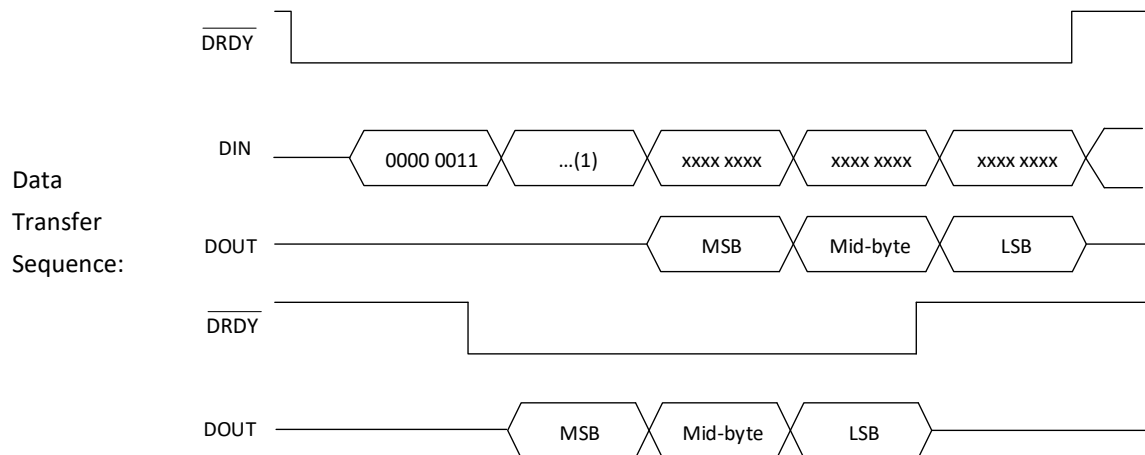 DRDY
DIN 0000 0011 ...(1) xxxx xxxx xxxx xxxx xxxx xxxx
Data
Transfer
Sequence:
DOUT MSB Mid-byte LSB
DRDY
DOUT MSB Mid-byte LSB